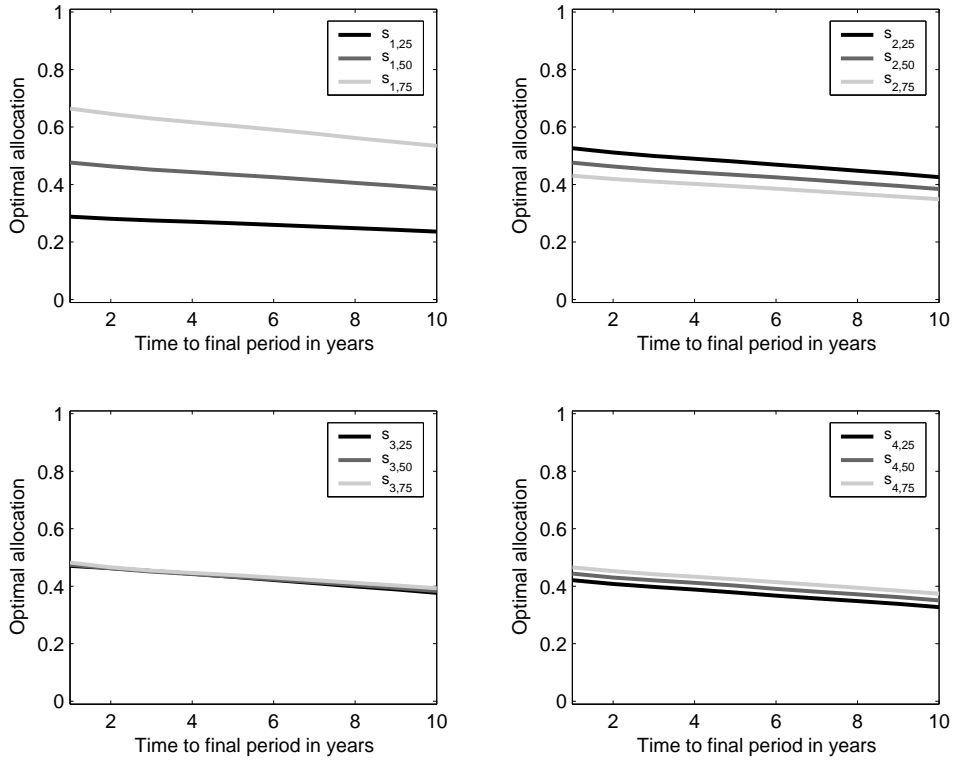 1
0.8
0.6
0.4
0.2
0
Optimal allocation
s1,25
s1,50
s1,75
2 4 6 8 10
Time to final period in years
1
0.8
0.6
0.4
0.2
0
Optimal allocation
s2,25
s2,50
s2,75
2 4 6 8 10
Time to final period in years
1
0.8
0.6
0.4
0.2
0
Optimal allocation
s3,25
s3,50
s3,75
2 4 6 8 10
Time to final period in years
1
0.8
0.6
0.4
0.2
0
Optimal allocation
s4,25
s4,50
s4,75
2 4 6 8 10
Time to final period in years